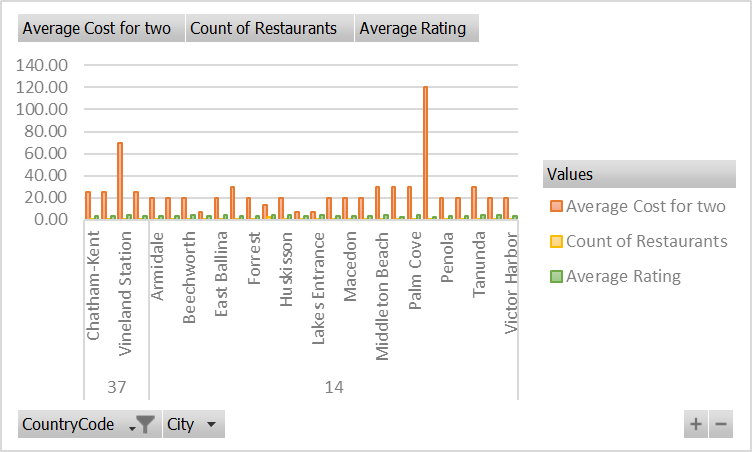 Average Cost for two Count of Restaurants Average Rating
140.00
120.00
100.00
80.00
60.00
40.00
20.00
0.00
Chatham-Kent
Vineland Station
Armidale
Beechworth
East Ballina
Forrest
Huskisson
Lakes Entrance
Macedon
Middleton Beach
Palm Cove
Penola
Tanunda
Victor Harbor
37 14
Values
Average Cost for two
Count of Restaurants
Average Rating
CountryCode City
+ −